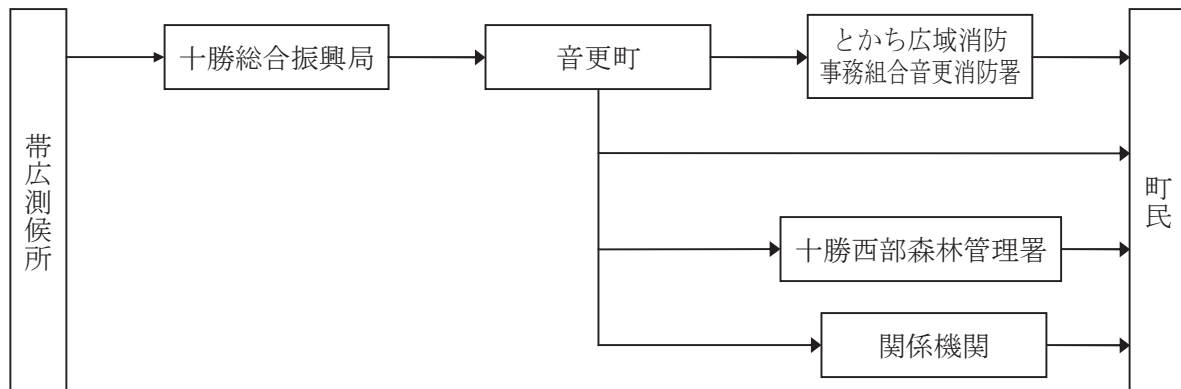 帯広測候所
十勝総合振興局
音更町
とかち広域消防
事務組合音更消防署
十勝西部森林管理署
関係機関
町民